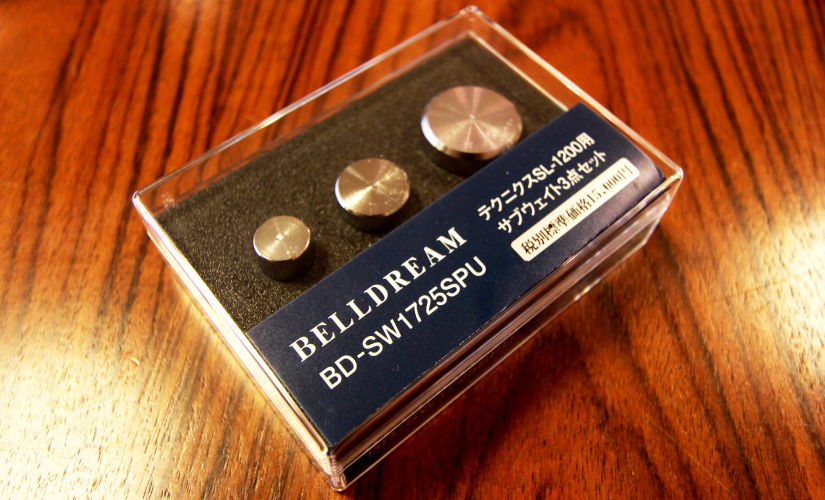 BELLDREAM
BD-SW1725SPU
テクニクスSL-1200用
サブウェイト3点セット
税別標準価格15,000円